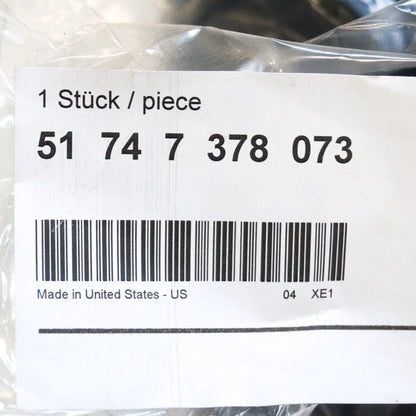 1 Stück / piece
51 74 7 378 073
Made in United States - US 04 XE1